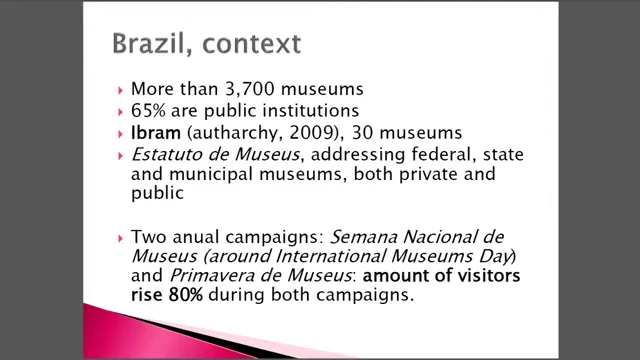 Brazil, context
More than 3,700 museums
65% are public institutions
Ibram (autharchy, 2009), 30 museums
Estatuto de Museus, addressing federal, state
and municipal museums, both private and
public
Two anual campaigns: Semana Nacional de
Museus (around International Museums Day)
and Primavera de Museus: amount of visitors
rise 80% during both campaigns.